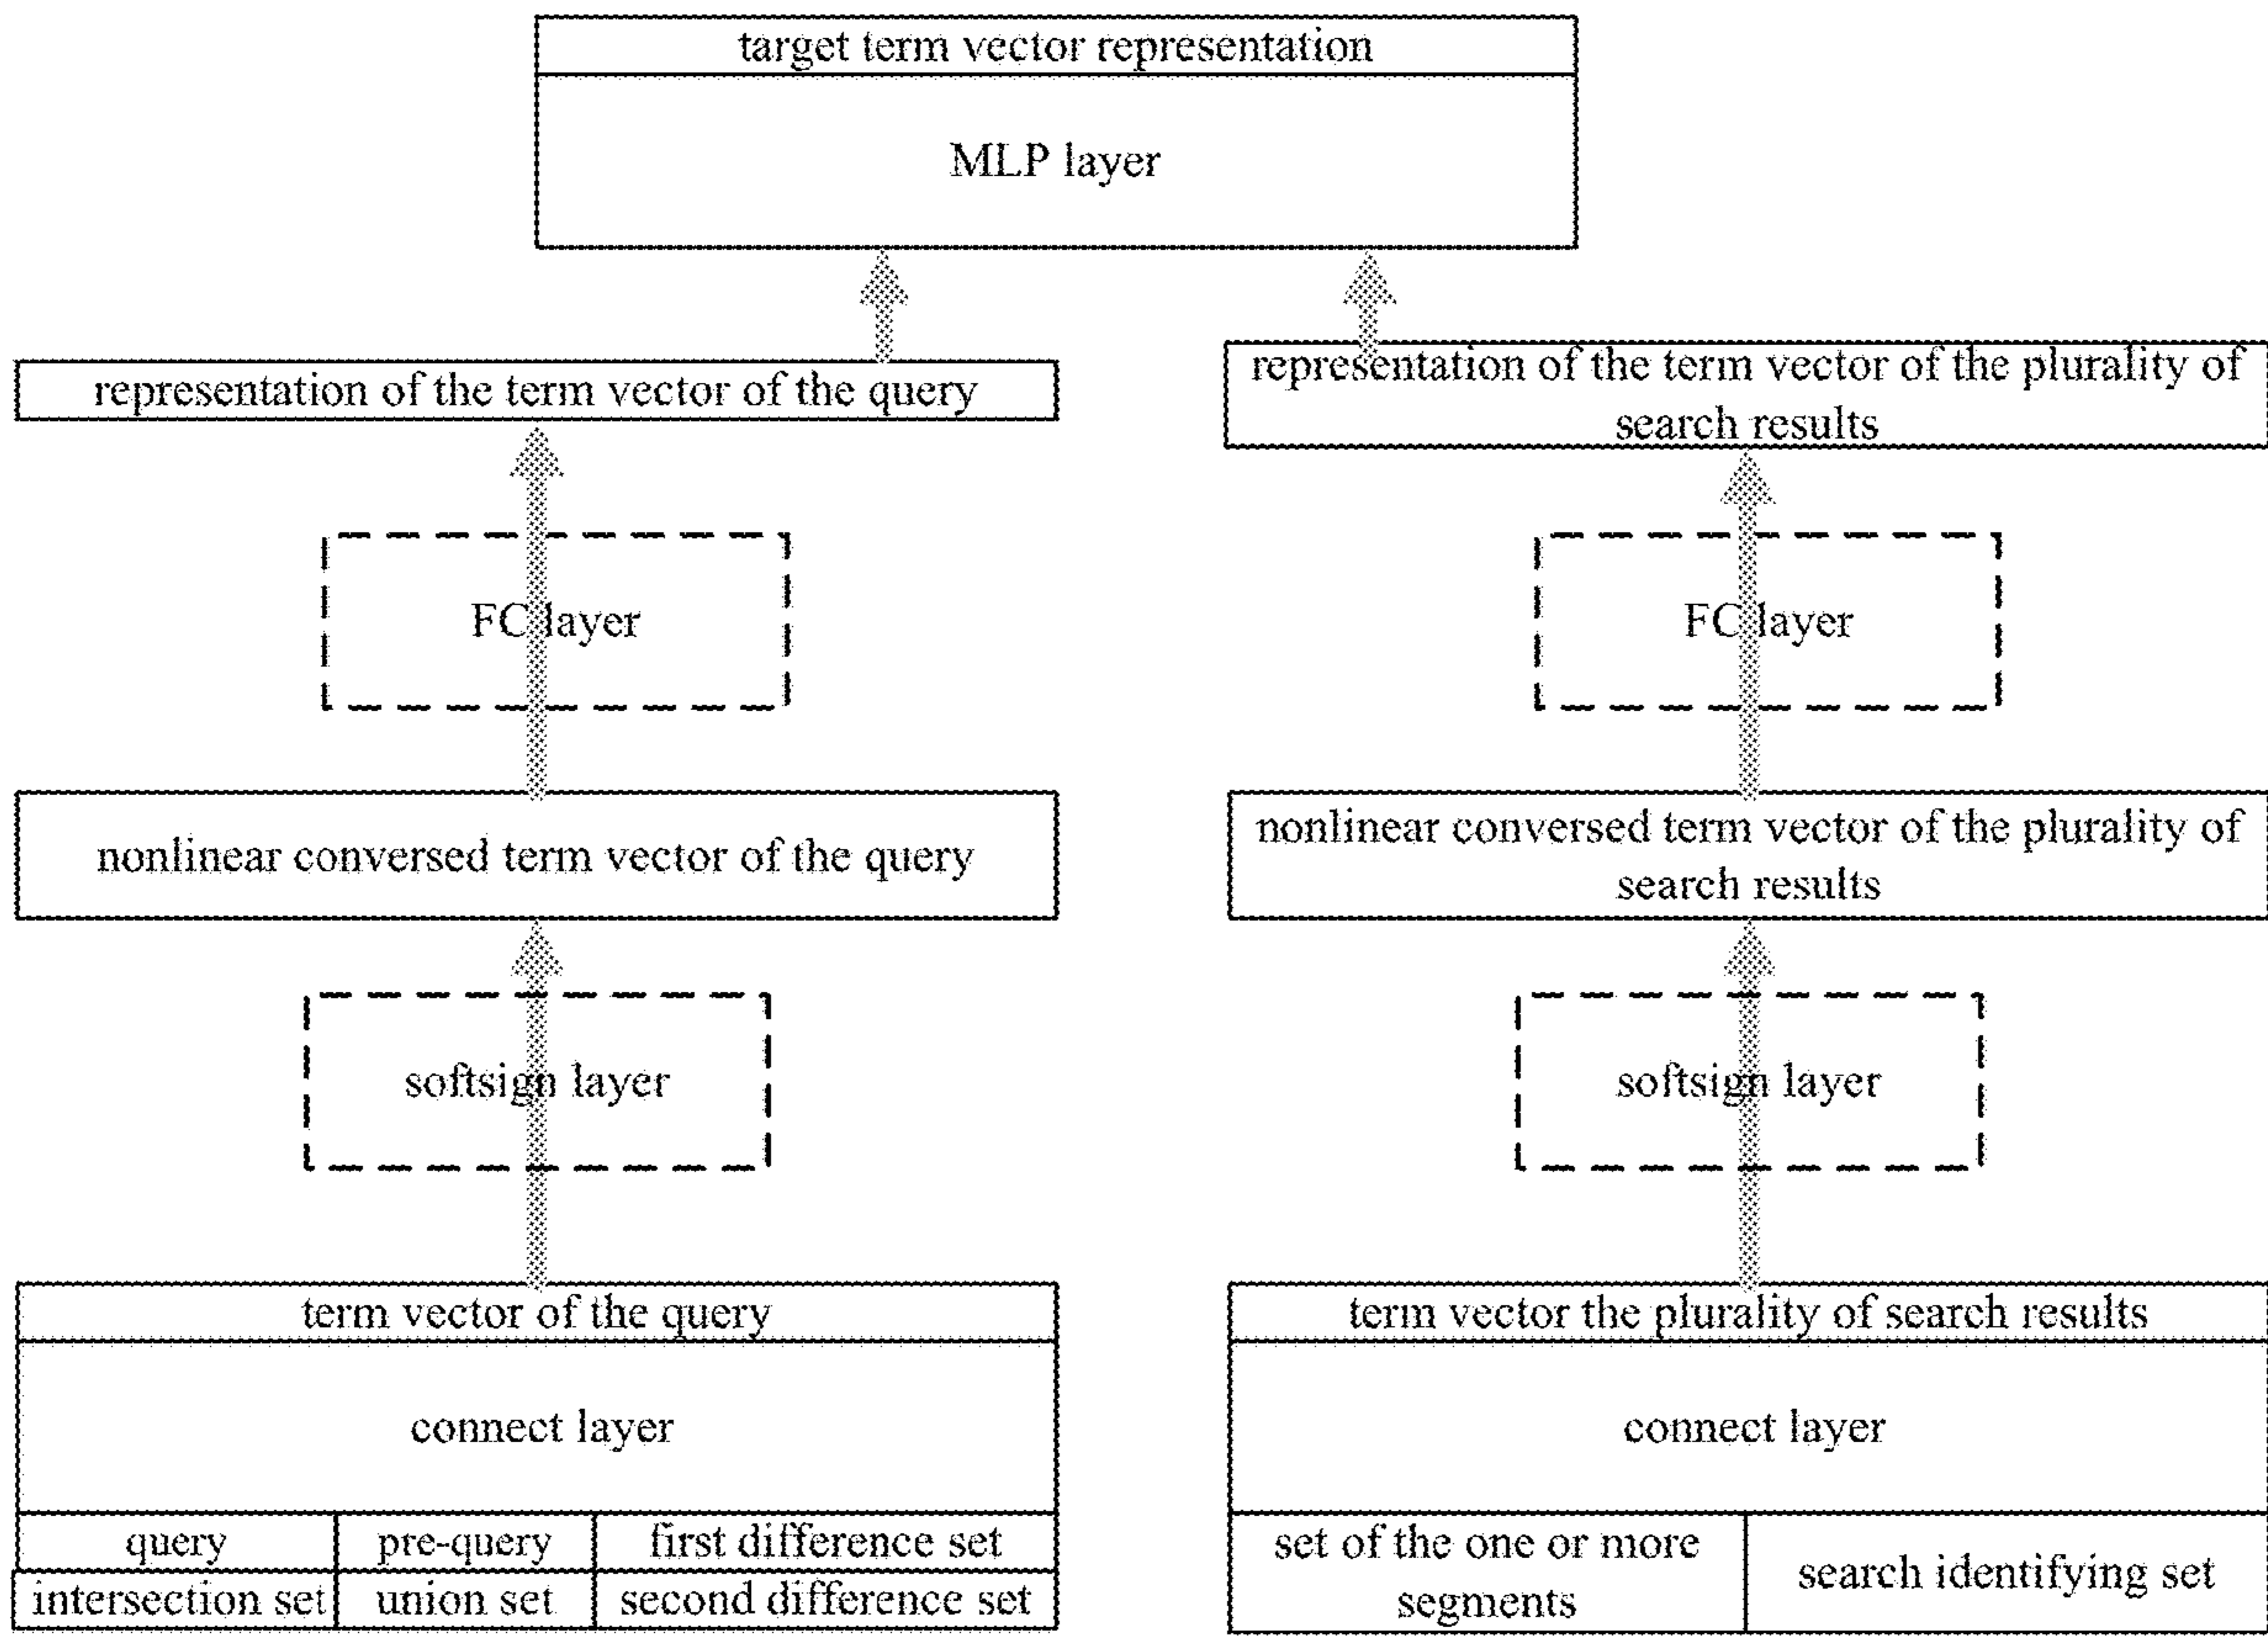 target term vector representation
MLP layer
representation of the term vector of the query
representation of the term vector of the plurality of
search results
FC layer
FC layer
nonlinear conversed term vector of the query
nonlinear conversed term vector of the plurality of
search results
softsign layer
softsign layer
term vector of the query
term vector the plurality of search results
connect layer
connect layer
query
pre-query
first difference set
intersection set
union set
second difference set
set of the one or more
segments
search identifying set